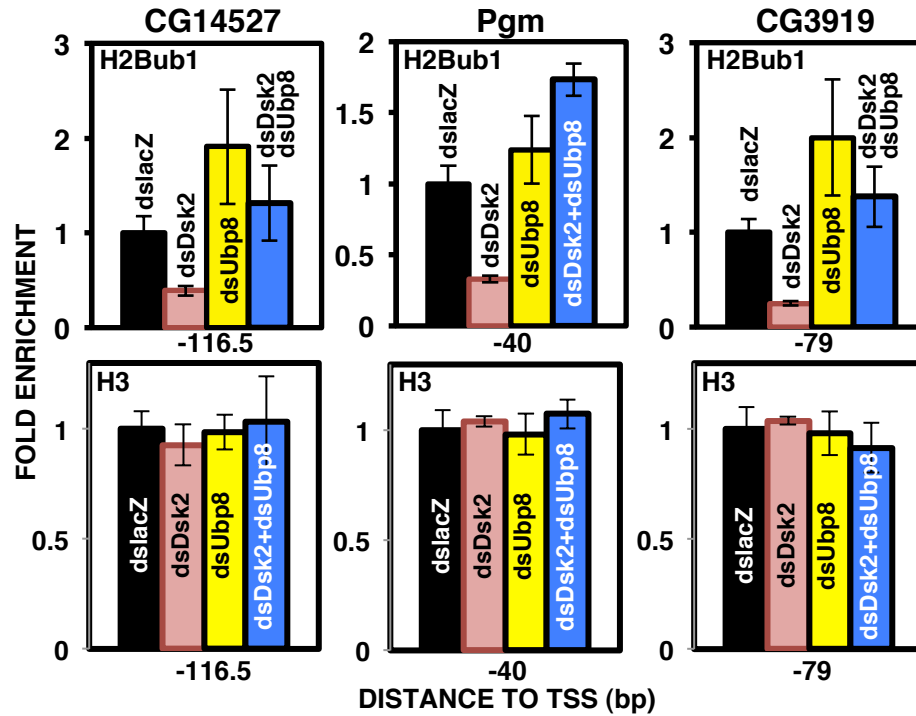 CG14527
Pgm
CG3919
FOLD ENRICHMENT
H2Bub1
3
2
1
0
dslacZ
dsDsk2
dsUbp8
dsDsk2
dsUbp8
-116.5
H2Bub1
2
1.5
1
0.5
0
dslacZ
dsDsk2
dsUbp8
dsDsk2+dsUbp8
-40
H2Bub1
3
2
1
0
dslacZ
dsDsk2
dsUbp8
dsDsk2
dsUbp8
-79
H3
1
0.5
0
dslacZ
dsDsk2
dsUbp8
dsDsk2+dsUbp8
-116.5
H3
1
0.5
0
dslacZ
dsDsk2
dsUbp8
dsDsk2+dsUbp8
-40
H3
1
0.5
0
dslacZ
dsDsk2
dsUbp8
dsDsk2+dsUbp8
-79
DISTANCE TO TSS (bp)